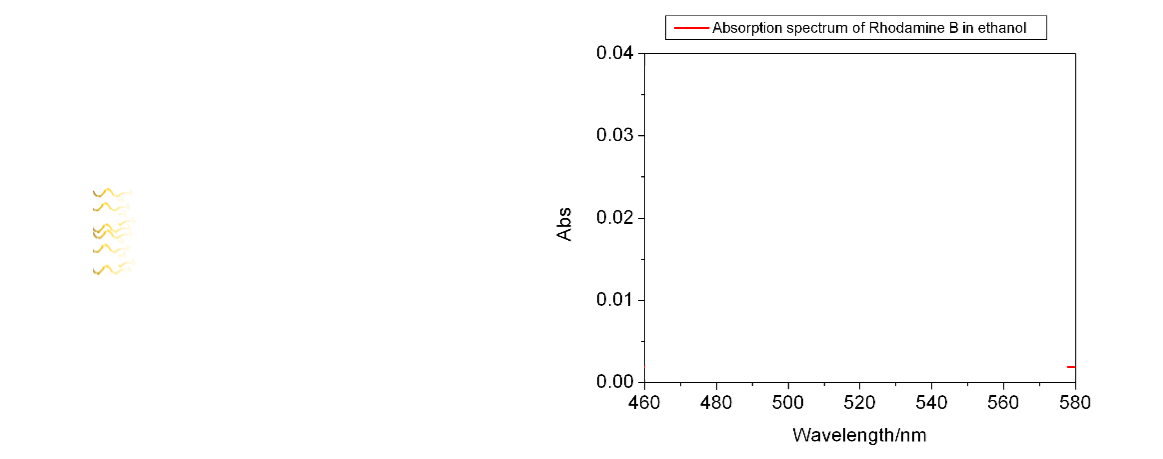 Absorption spectrum of Rhodamine B in ethanol
0.04
0.03
0.02
0.01
0.00
Abs
460 480 500 520 540 560 580
Wavelength/nm